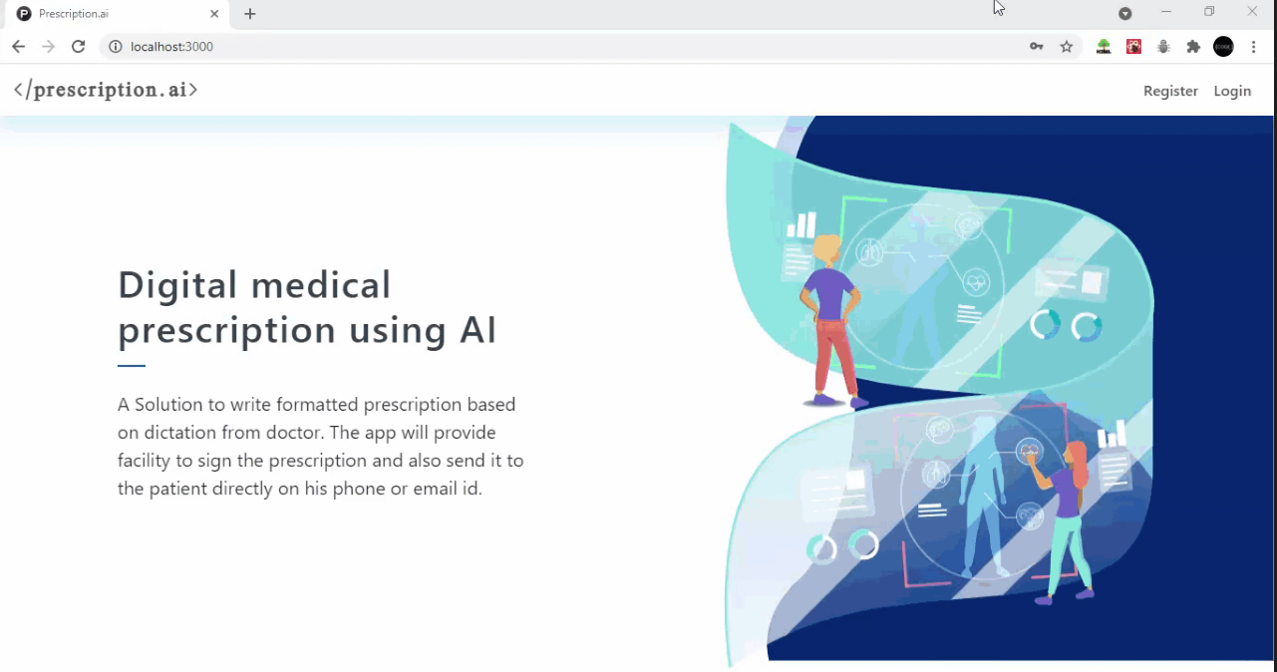 Prescription.ai
localhost:3000
</prescription.ai>
Register Login
Digital medical
prescription using AI
A Solution to write formatted prescription based
on dictation from doctor. The app will provide
facility to sign the prescription and also send it to
the patient directly on his phone or email id.